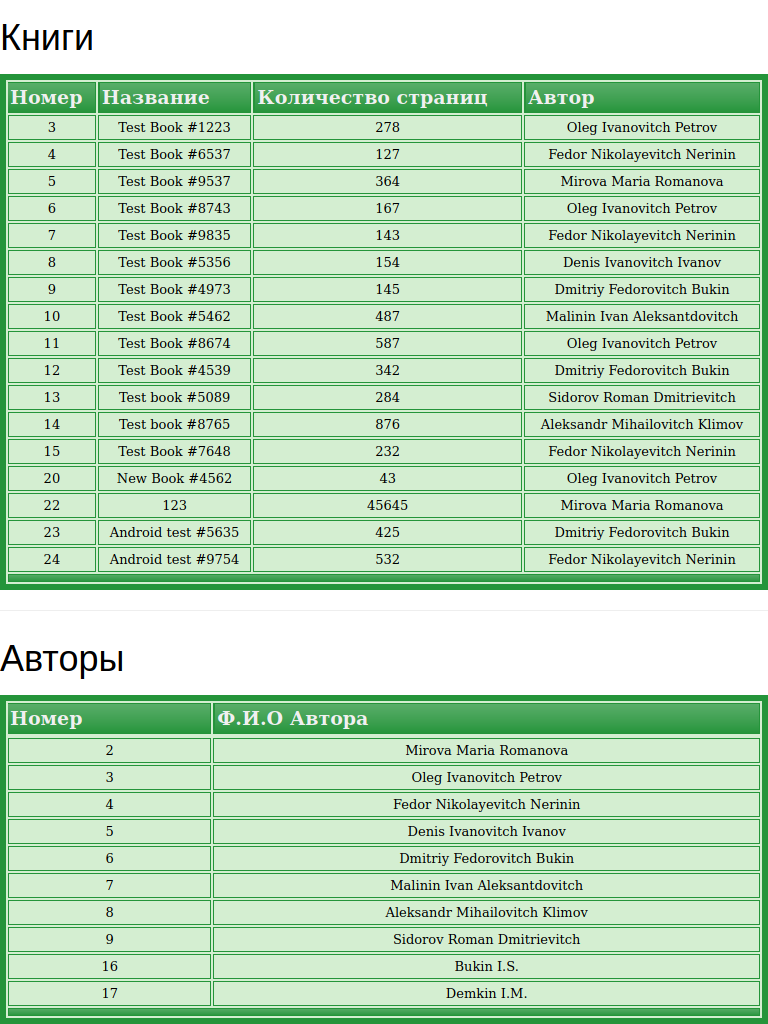 Книги
Номер Название Количество страниц Автор
3 Test Book #1223 278 Oleg Ivanovitch Petrov
4 Test Book #6537 127 Fedor Nikolayevitch Nerinin
5 Test Book #9537 364 Mirova Maria Romanova
6 Test Book #8743 167 Oleg Ivanovitch Petrov
7 Test Book #9835 143 Fedor Nikolayevitch Nerinin
8 Test Book #5356 154 Denis Ivanovitch Ivanov
9 Test Book #4973 145 Dmitriy Fedorovitch Bukin
10 Test Book #5462 487 Malinin Ivan Aleksantdovitch
11 Test Book #8674 587 Oleg Ivanovitch Petrov
12 Test Book #4539 342 Dmitriy Fedorovitch Bukin
13 Test book #5089 284 Sidorov Roman Dmitrievitch
14 Test book #8765 876 Aleksandr Mihailovitch Klimov
15 Test Book #7648 232 Fedor Nikolayevitch Nerinin
20 New Book #4562 43 Oleg Ivanovitch Petrov
22 123 45645 Mirova Maria Romanova
23 Android test #5635 425 Dmitriy Fedorovitch Bukin
24 Android test #9754 532 Fedor Nikolayevitch Nerinin
Авторы
Номер Ф.И.О Автора
2 Mirova Maria Romanova
3 Oleg Ivanovitch Petrov
4 Fedor Nikolayevitch Nerinin
5 Denis Ivanovitch Ivanov
6 Dmitriy Fedorovitch Bukin
7 Malinin Ivan Aleksantdovitch
8 Aleksandr Mihailovitch Klimov
9 Sidorov Roman Dmitrievitch
16 Bukin I.S.
17 Demkin I.M.